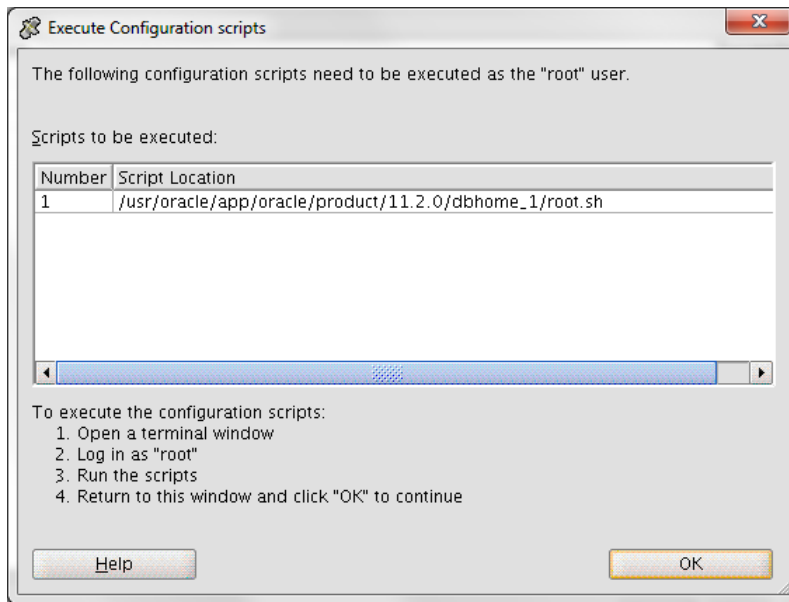 Execute Configuration scripts
The following configuration scripts need to be executed as the "root" user.
Scripts to be executed:
Number Script Location
1 /usr/oracle/app/oracle/product/11.2.0/dbhome_1/root.sh
To execute the configuration scripts:
1. Open a terminal window
2. Log in as "root"
3. Run the scripts
4. Return to this window and click "OK" to continue
Help OK